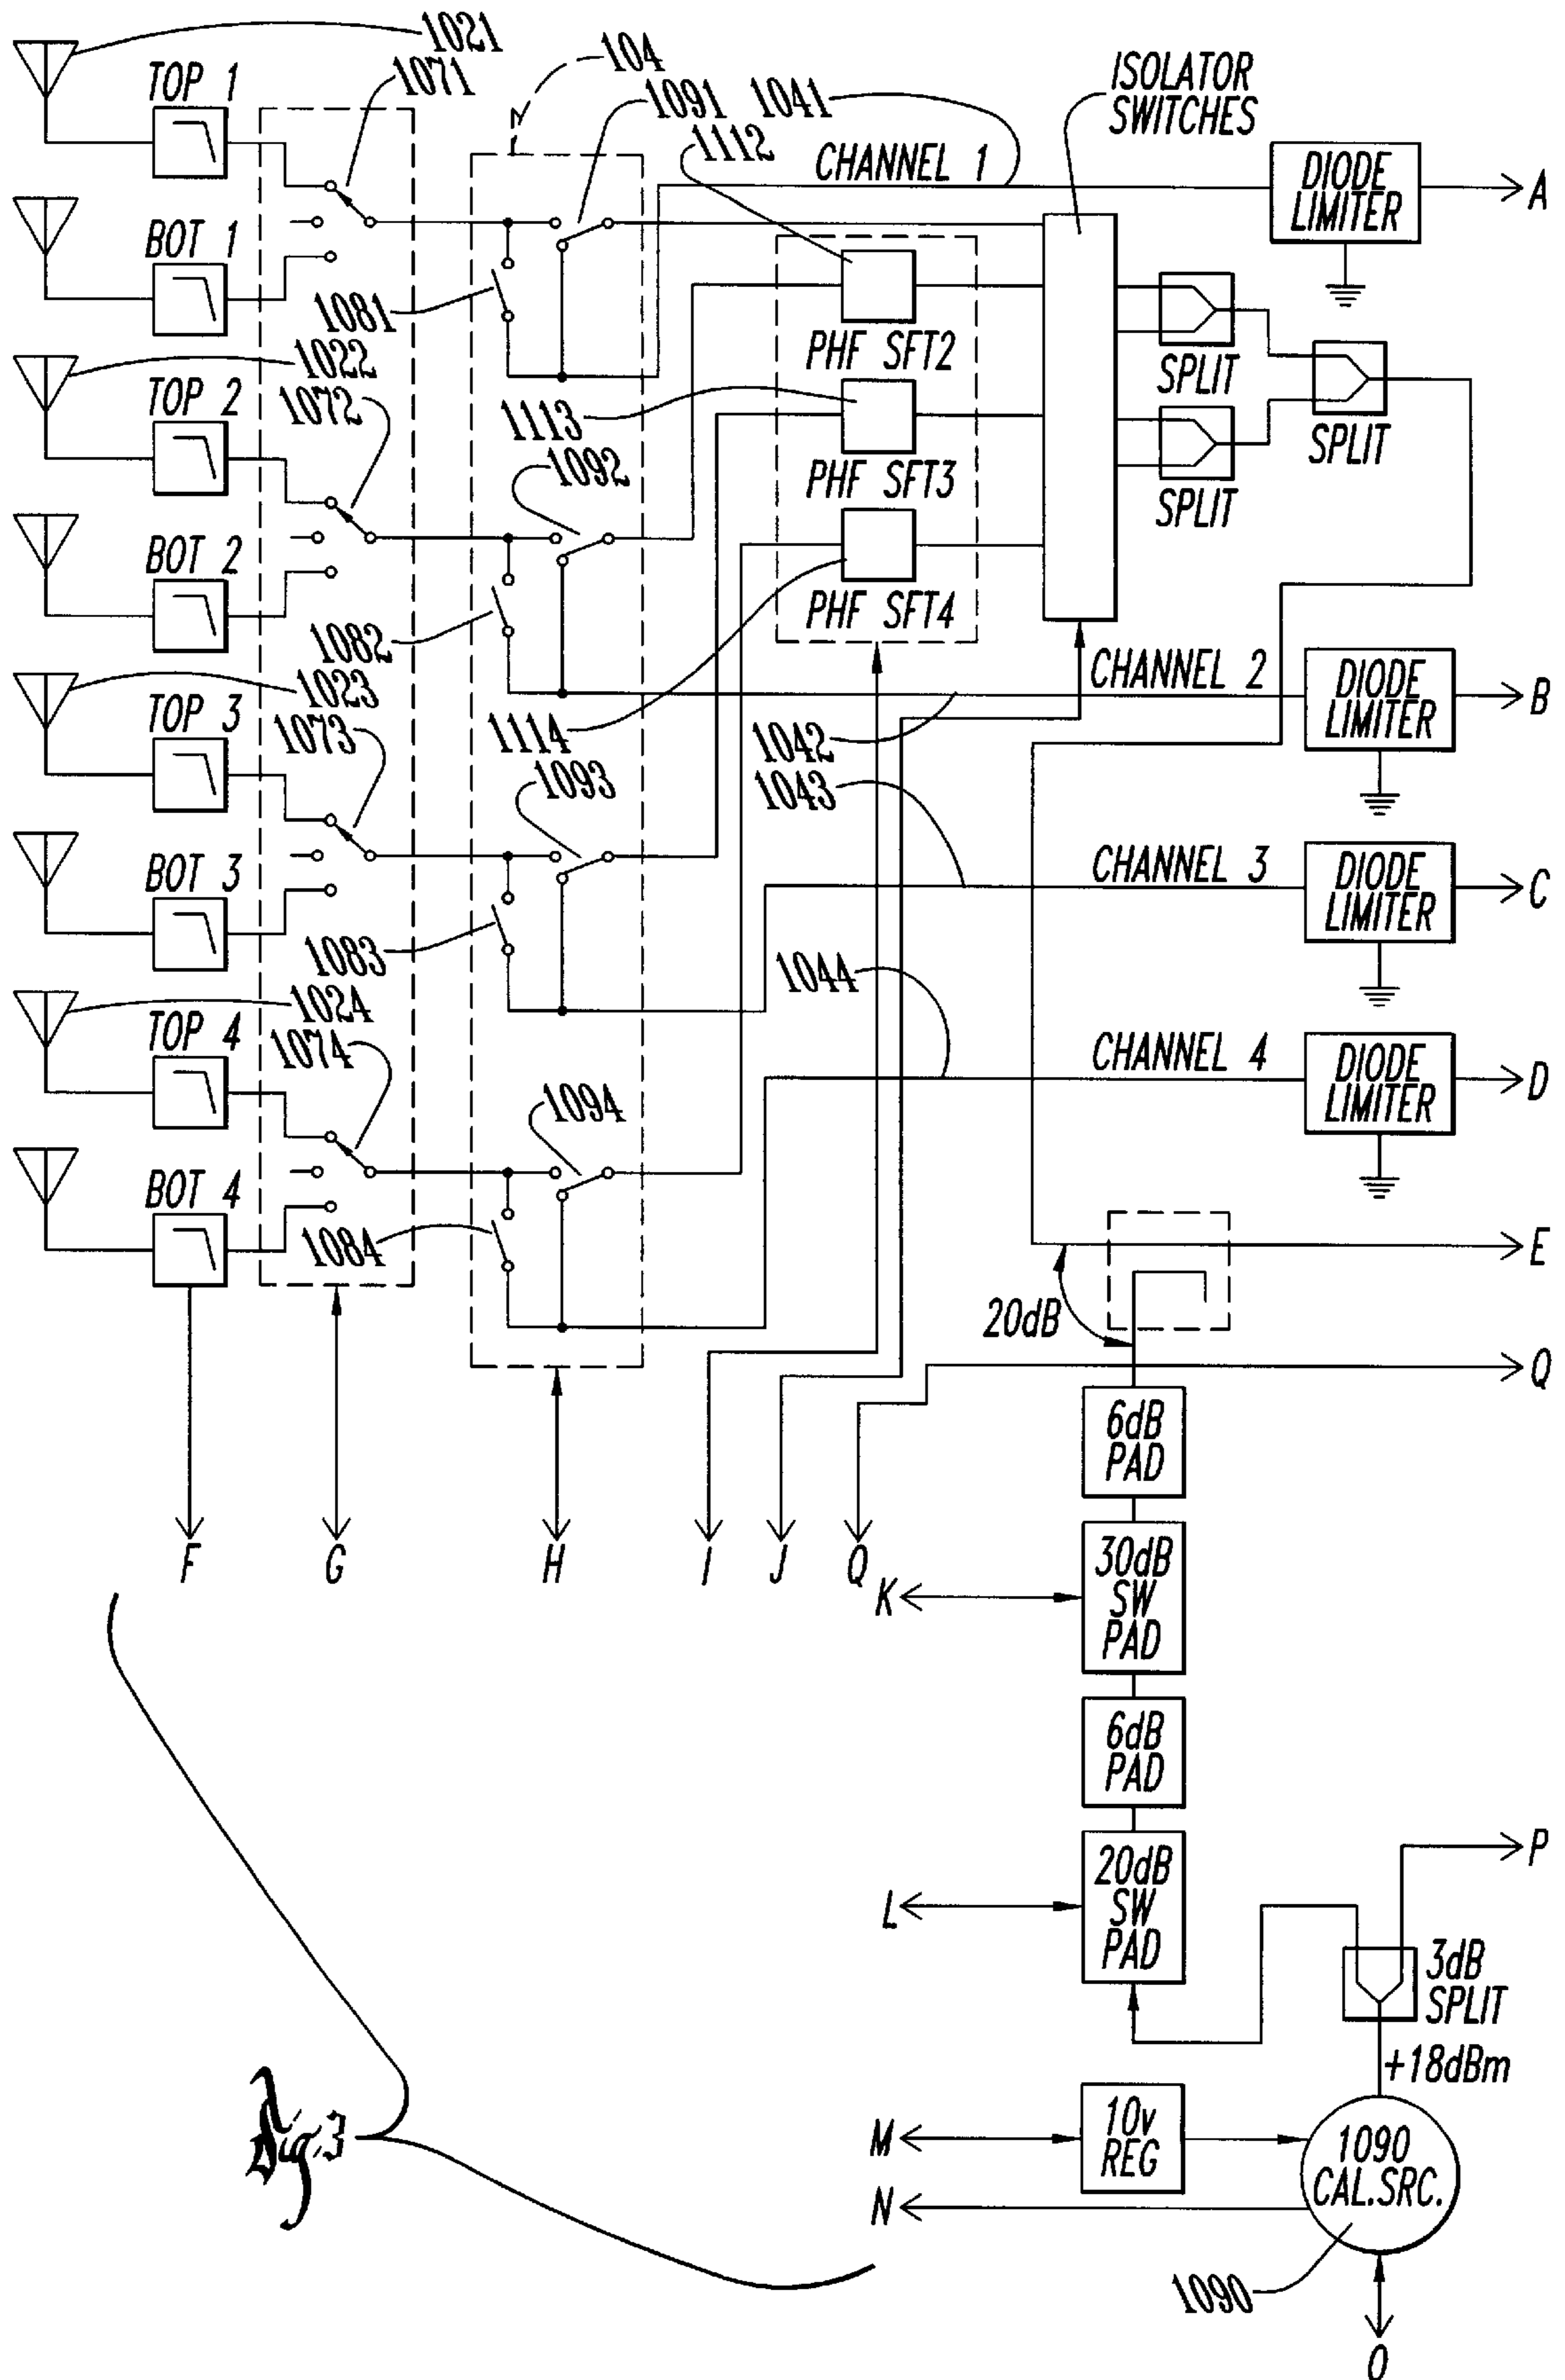 1021
104
TOP 1
1071
1091
1041
ISOLATOR
SWITCHES
1112
CHANNEL 1
DIODE
LIMITER
A
BOT 1
1081
PHF SFT2
SPLIT
1022
TOP 2
1072
1113
SPLIT
1092
PHF SFT3
SPLIT
BOT 2
1082
PHF SFT4
CHANNEL 2
DIODE
LIMITER
B
1023
TOP 3
1073
1114
1042
1093
1043
CHANNEL 3
DIODE
LIMITER
C
BOT 3
1083
1044
1024
TOP 4
1074
CHANNEL 4
DIODE
LIMITER
D
1094
BOT 4
1084
E
20dB
Q
6dB
PAD
F
G
H
I
J
Q
30dB
SW
PAD
K
6dB
PAD
P
20dB
SW
PAD
L
3dB
SPLIT
+18dBm
Fig. 3
M
10v
REG
1090
CAL.SRC.
N
1090
O